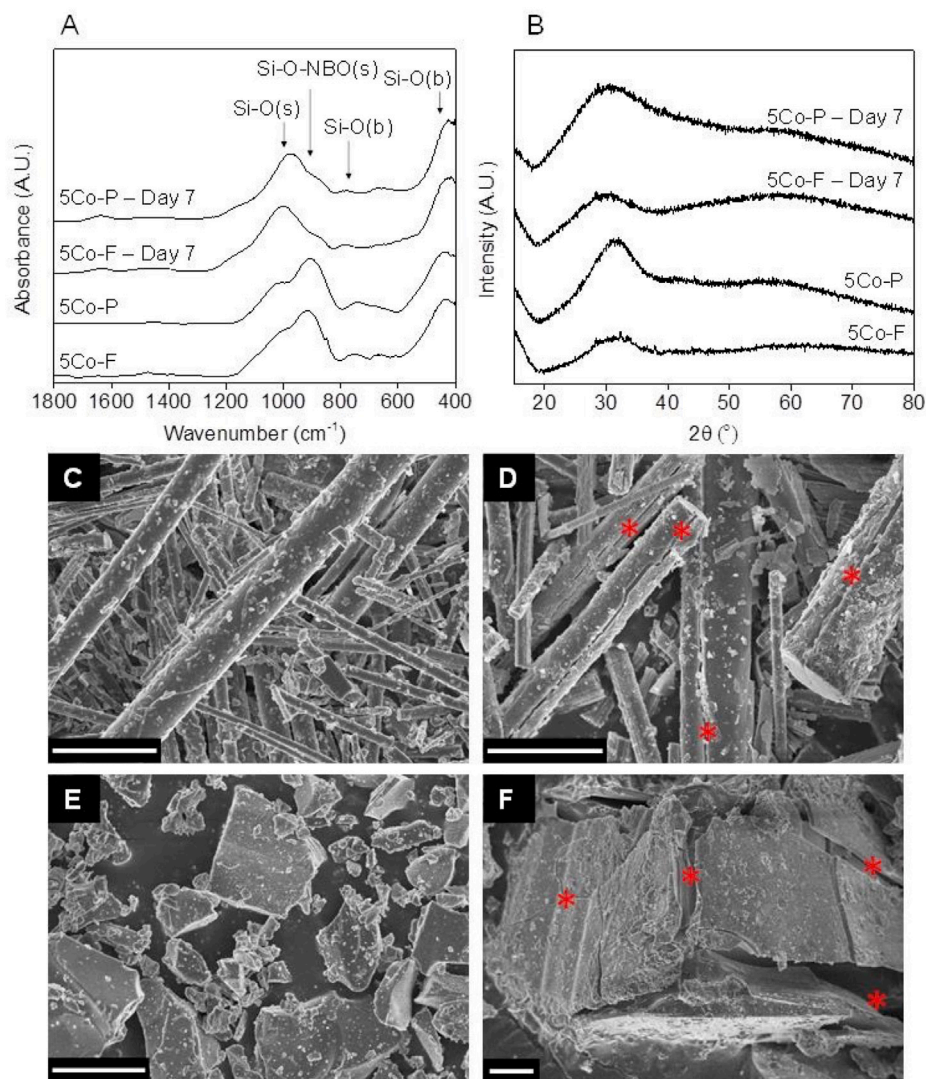 A
B
Si-O-NBO(s)
Si-O(b)
Si-O(s)
Si-O(b)
5Co-P – Day 7
5Co-F – Day 7
5Co-P
5Co-F
Absorbance (A.U.)
1800 1600 1400 1200 1000 800 600 400
Wavenumber (cm-1)
5Co-P – Day 7
5Co-F – Day 7
5Co-P
5Co-F
Intensity (A.U.)
20 30 40 50 60 70 80
2θ (°)
C
D
*
*
*
*
E
F
*
*
*
*